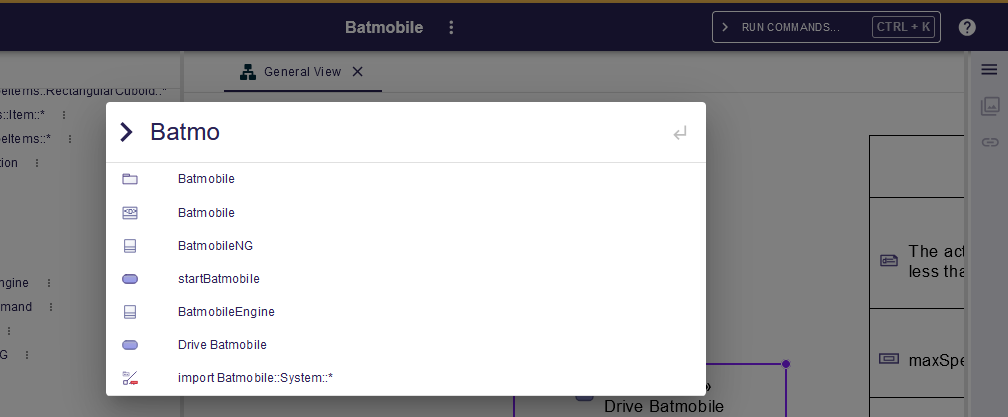 Batmobile
RUN COMMANDS... CTRL + K
General View
eItems::RectangularCuboid::*
s::Item::*
eItems::*
tion
Batmo
Batmobile
Batmobile
BatmobileNG
startBatmobile
BatmobileEngine
Drive Batmobile
import Batmobile::System::*
ngine
mand
G
The act
less tha
maxSpe
»
Drive Batmobile